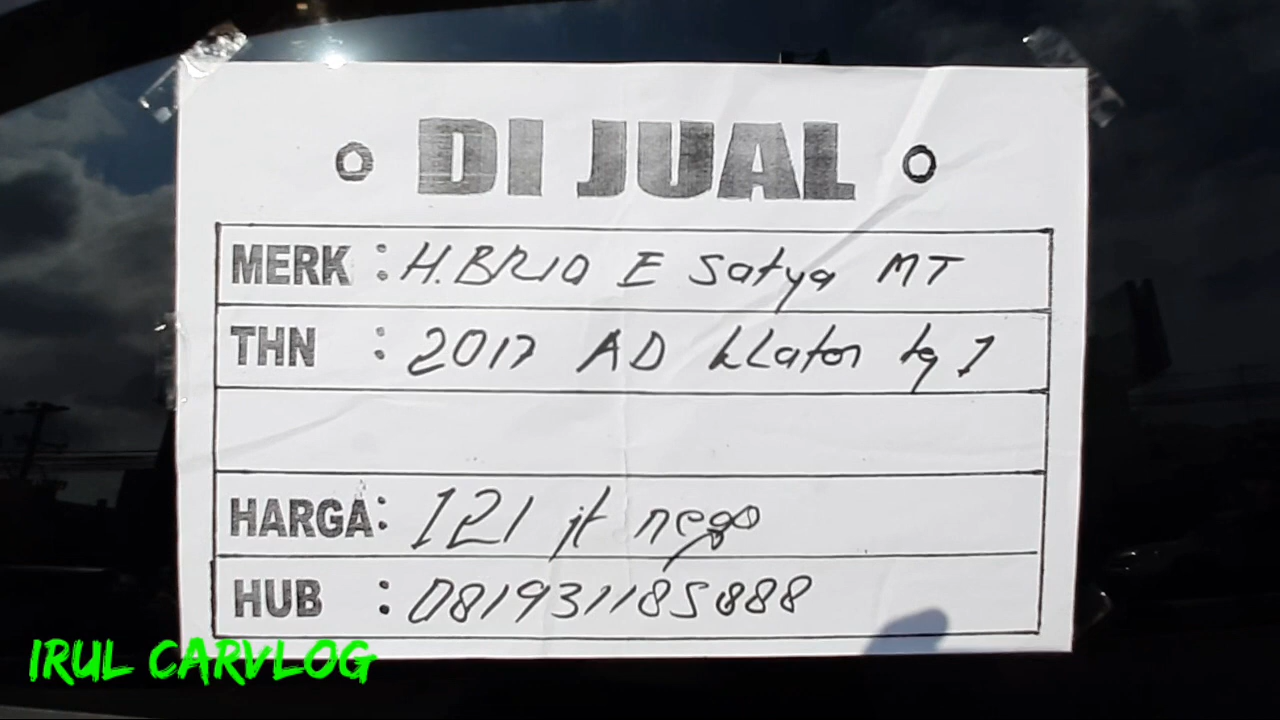 DI JUAL
MERK : H.BRIO E Satya MT
THN : 2017 AD kLaten tg 1
HARGA: 121 jt nego
HUB : 081931185888
IRUL CARVLOG